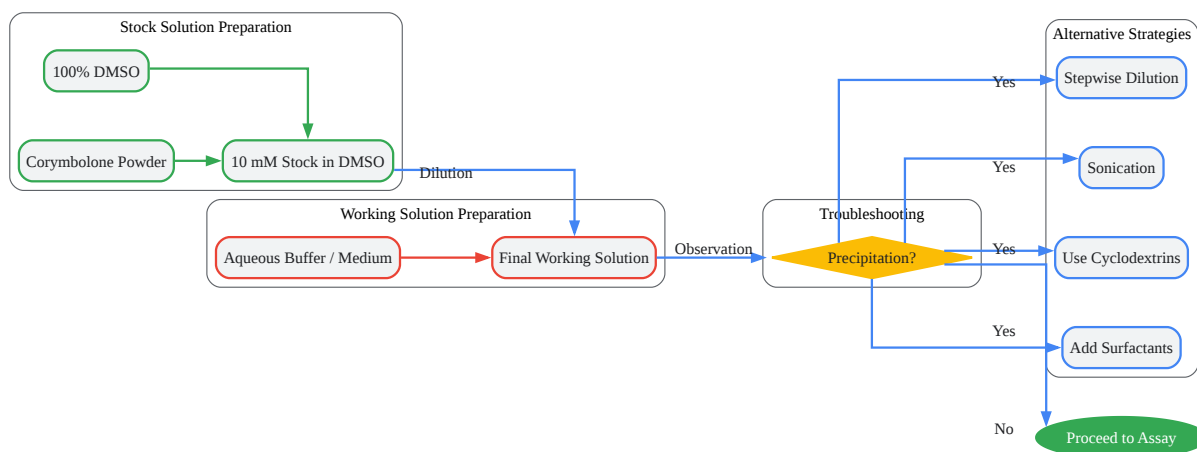 Stock Solution Preparation
100% DMSO
Corymbolone Powder
10 mM Stock in DMSO
Dilution
Working Solution Preparation
Aqueous Buffer / Medium
Final Working Solution
Observation
Troubleshooting
Precipitation?
Alternative Strategies
Yes
Stepwise Dilution
Yes
Sonication
Yes
Use Cyclodextrins
Yes
Add Surfactants
No
Proceed to Assay